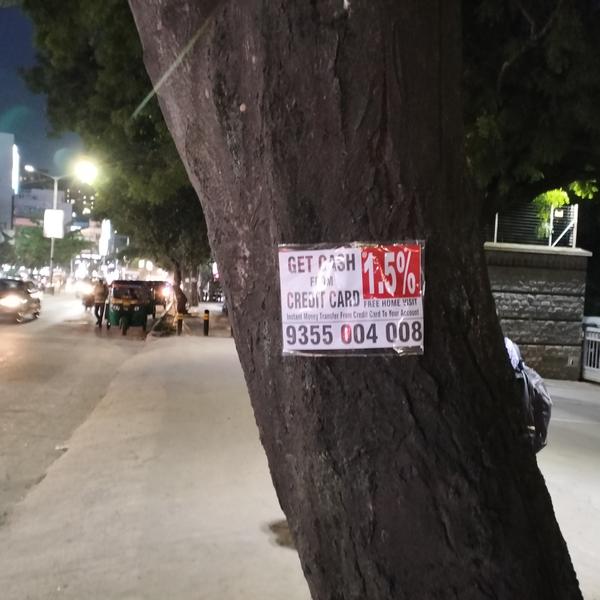 GET CASH
FROM
CREDIT CARD
1.5%
FREE HOME VISIT
Instant Money Transfer From Credit Card To Your Account
9355 004 008